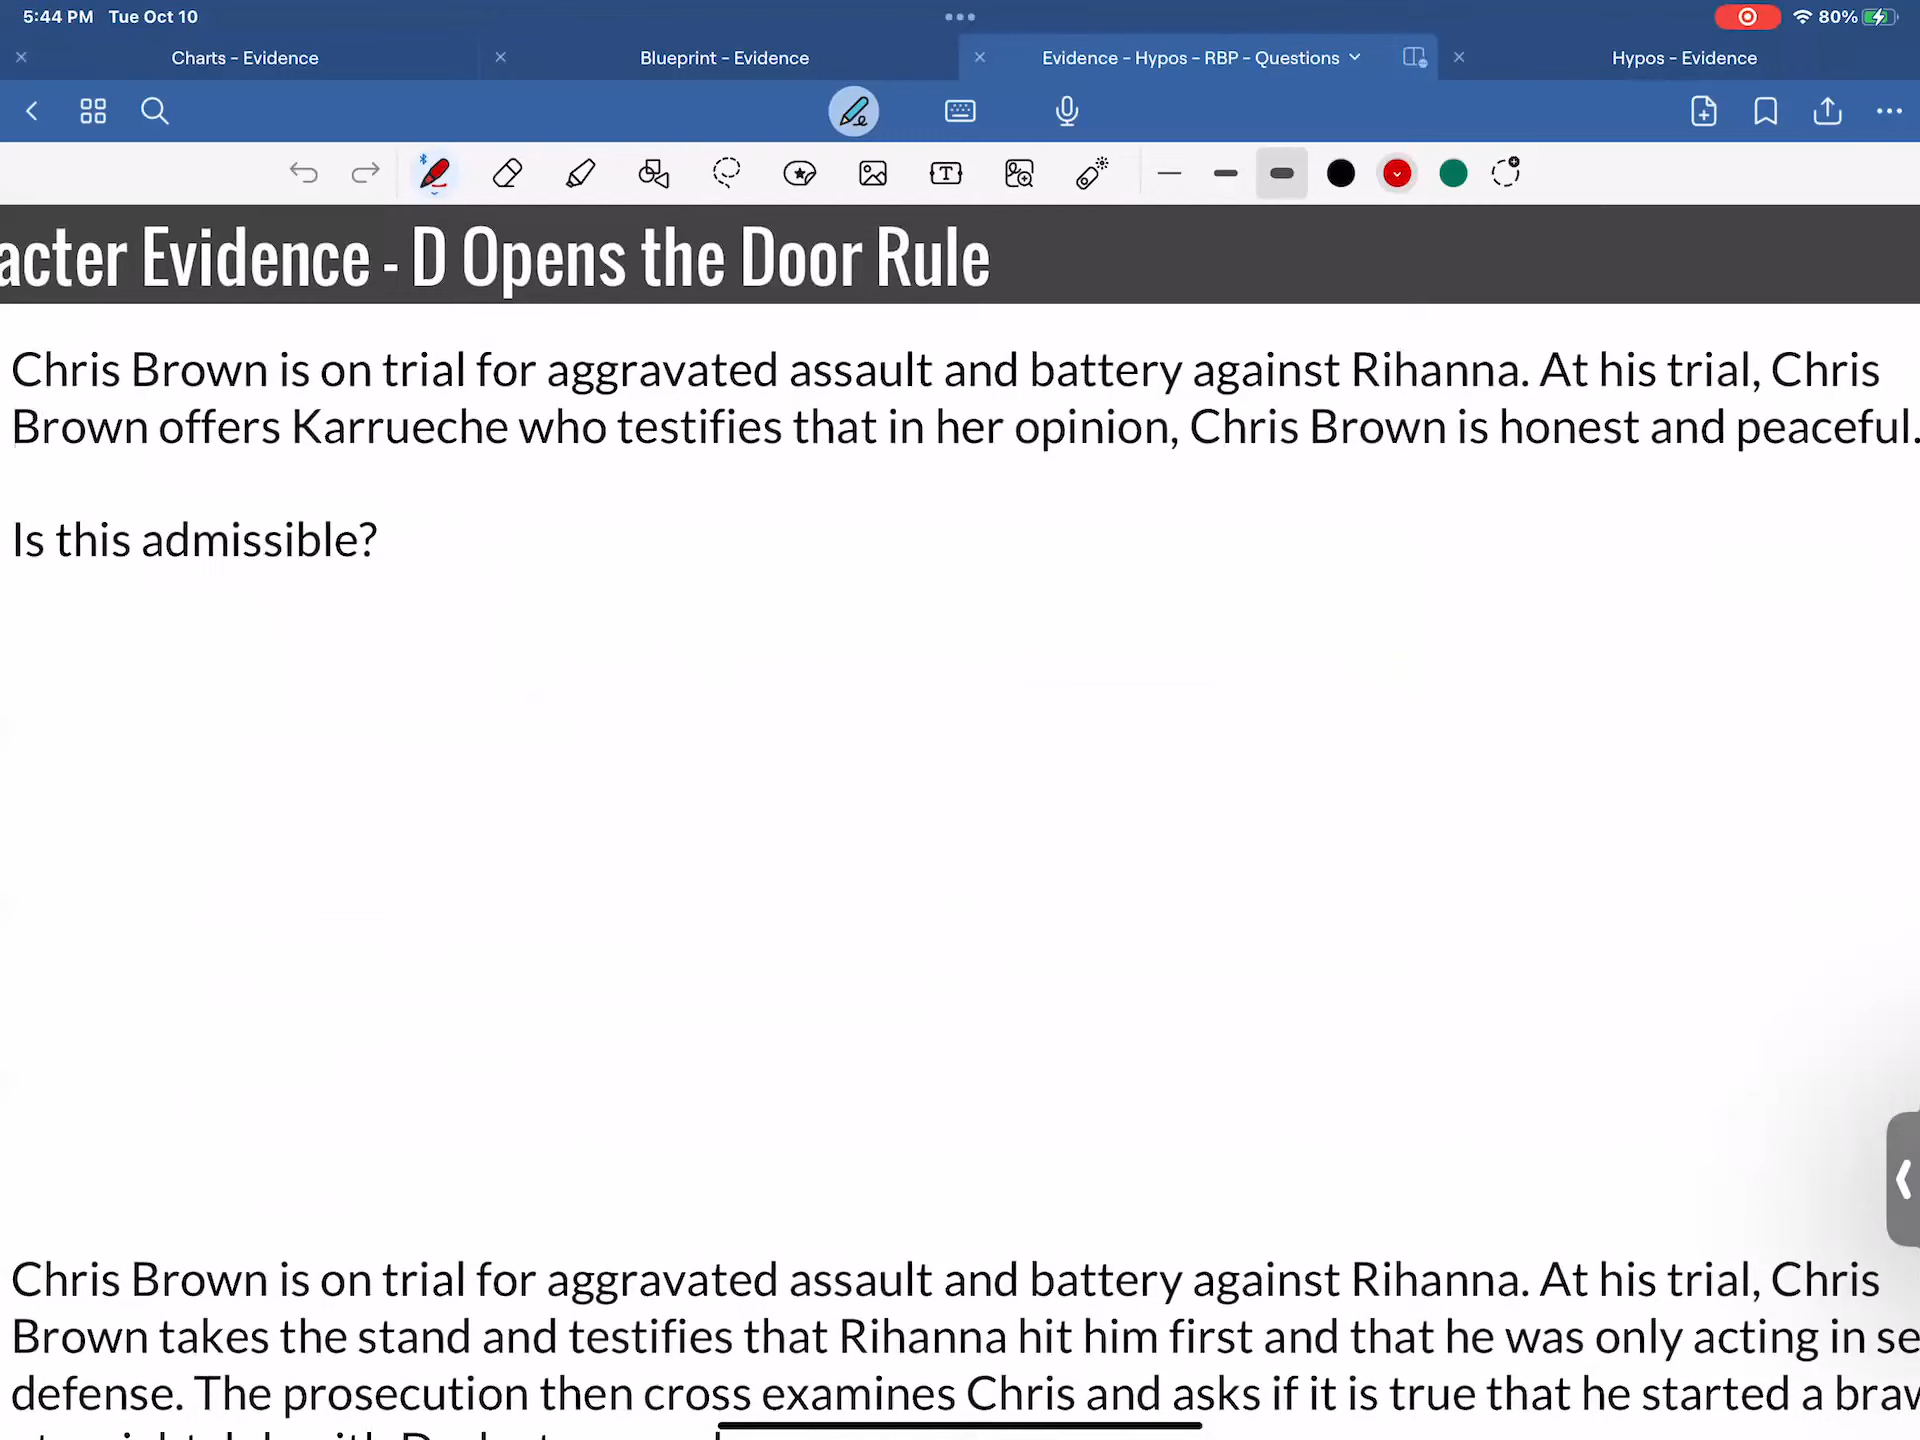 5:44 PM Tue Oct 10
80%
Charts - Evidence
Blueprint - Evidence
Evidence - Hypos - RBP - Questions
Hypos - Evidence
acter Evidence - D Opens the Door Rule
Chris Brown is on trial for aggravated assault and battery against Rihanna. At his trial, Chris
Brown offers Karrueche who testifies that in her opinion, Chris Brown is honest and peaceful.
Is this admissible?
Chris Brown is on trial for aggravated assault and battery against Rihanna. At his trial, Chris
Brown takes the stand and testifies that Rihanna hit him first and that he was only acting in se
defense. The prosecution then cross examines Chris and asks if it is true that he started a braw